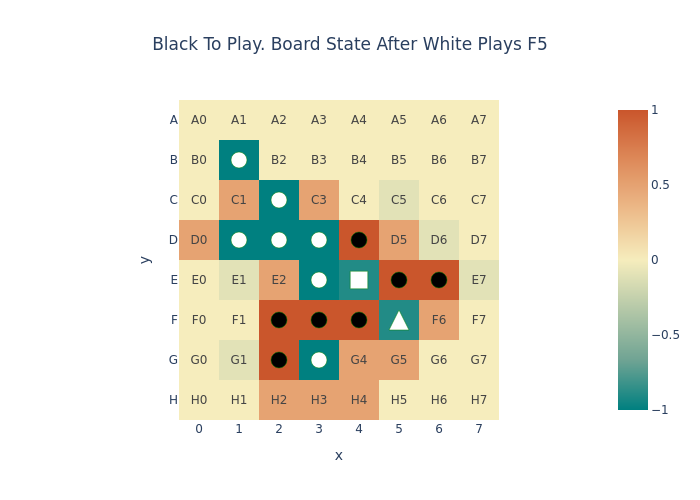 Black To Play. Board State After White Plays F5
A A0 A1 A2 A3 A4 A5 A6 A7
B B0 B2 B3 B4 B5 B6 B7
C C0 C1 C3 C4 C5 C6 C7
D D0 D5 D6 D7
E E0 E1 E2 E7
F F0 F1 F6 F7
G G0 G1 G4 G5 G6 G7
H H0 H1 H2 H3 H4 H5 H6 H7
0 1 2 3 4 5 6 7
x
y
1
0.5
0
−0.5
−1